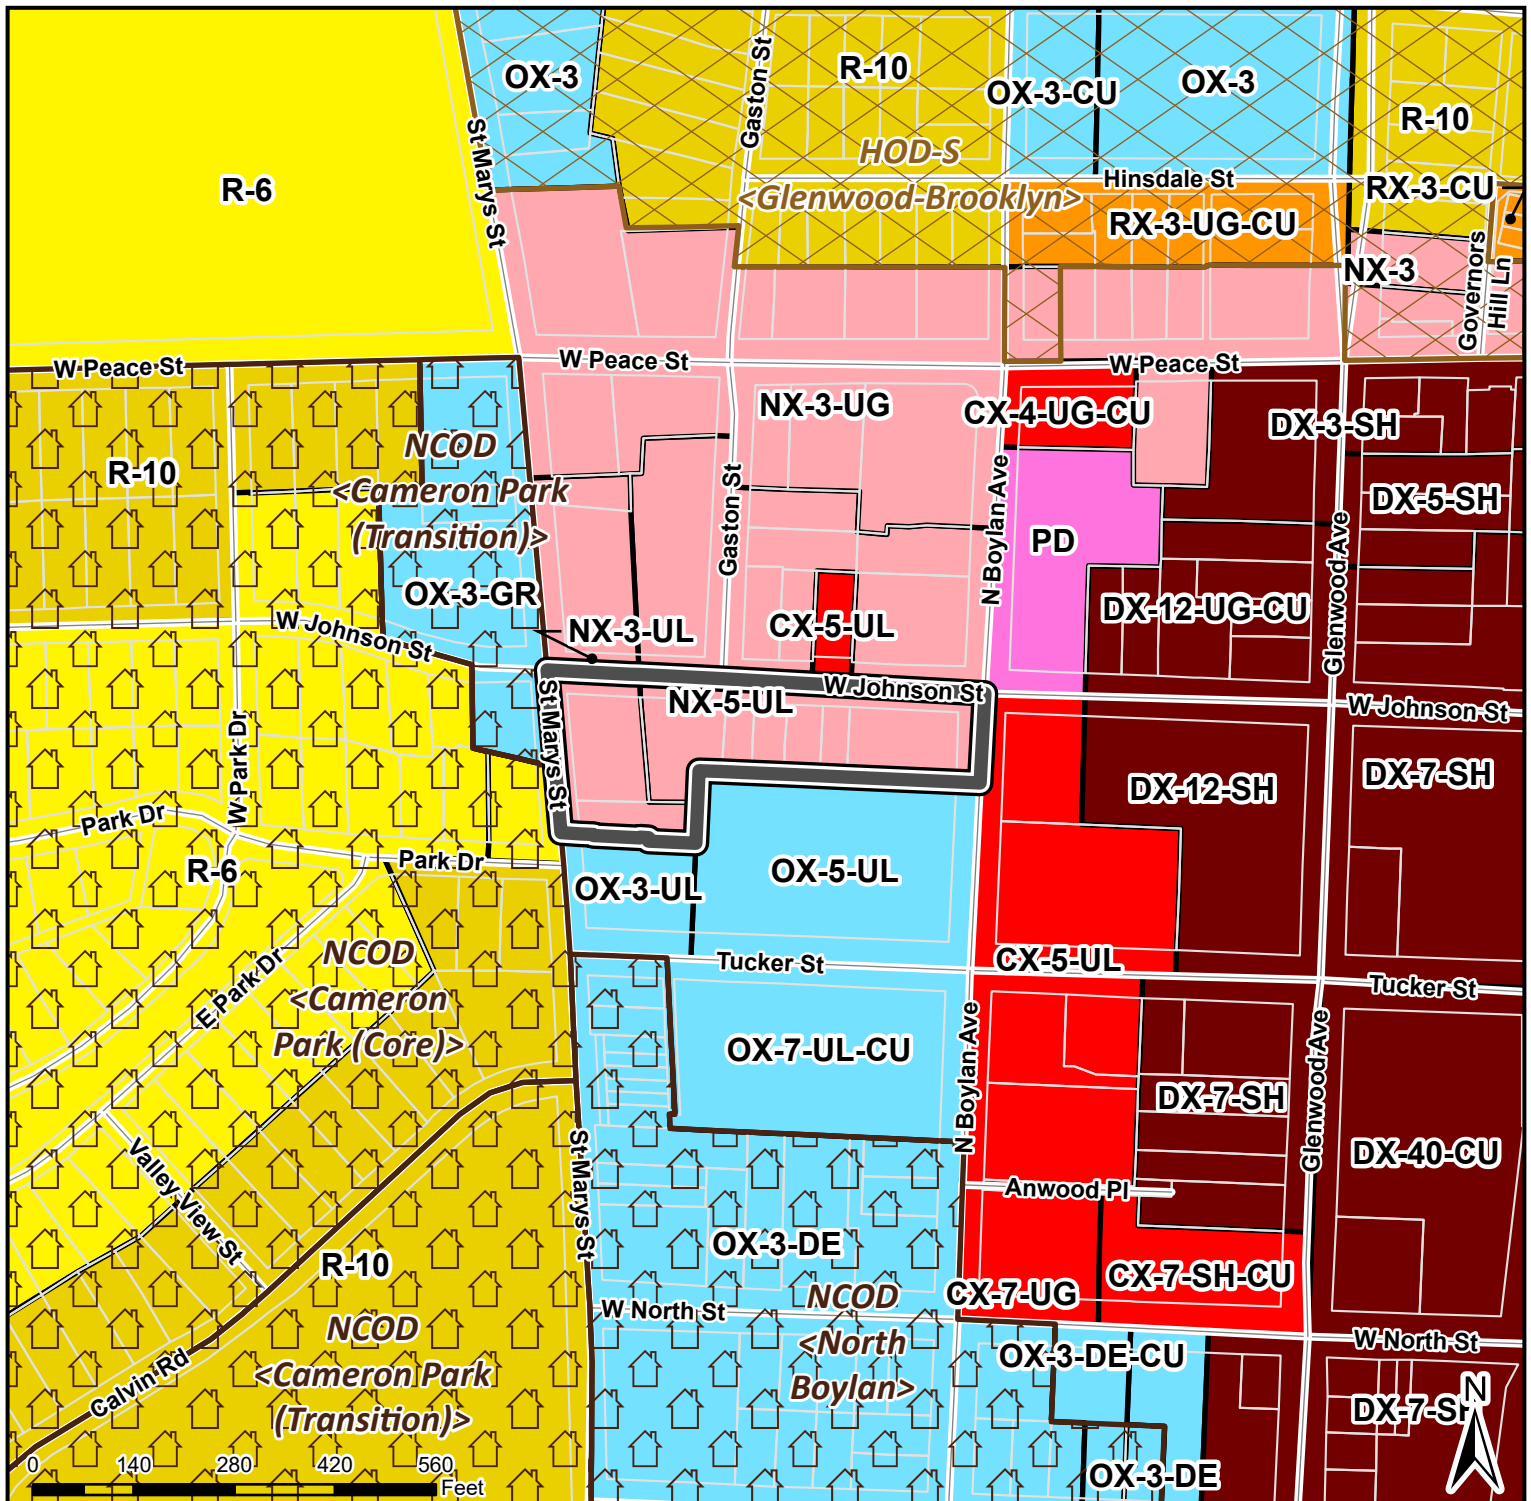 OX-3
R-10
OX-3-CU
OX-3
R-10
Gaston St
St Marys St
HOD-S
<Glenwood-Brooklyn>
Hinsdale St
RX-3-CU
R-6
RX-3-UG-CU
NX-3
Governors
Hill Ln
W Peace St
W Peace St
W Peace St
NX-3-UG
CX-4-UG-CU
DX-3-SH
NCOD
<Cameron Park
(Transition)>
R-10
Gaston St
N Boylan Ave
DX-5-SH
PD
Glenwood Ave
OX-3-GR
DX-12-UG-CU
W Johnson St
NX-3-UL
CX-5-UL
W Johnson St
NX-5-UL
W Johnson St
St Marys St
W Park Dr
DX-12-SH
DX-7-SH
Park Dr
Park Dr
R-6
OX-3-UL
OX-5-UL
NCOD
<Cameron
Park (Core)>
E Park Dr
Tucker St
CX-5-UL
Tucker St
OX-7-UL-CU
N Boylan Ave
Glenwood Ave
DX-7-SH
Valley View St
St Marys St
Anwood Pl
DX-40-CU
OX-3-DE
R-10
CX-7-UG
CX-7-SH-CU
NCOD
<Cameron Park
(Transition)>
W North St
NCOD
<North
Boylan>
OX-3-DE-CU
W North St
Calvin Rd
DX-7-SH
N
0 140 280 420 560
Feet
OX-3-DE